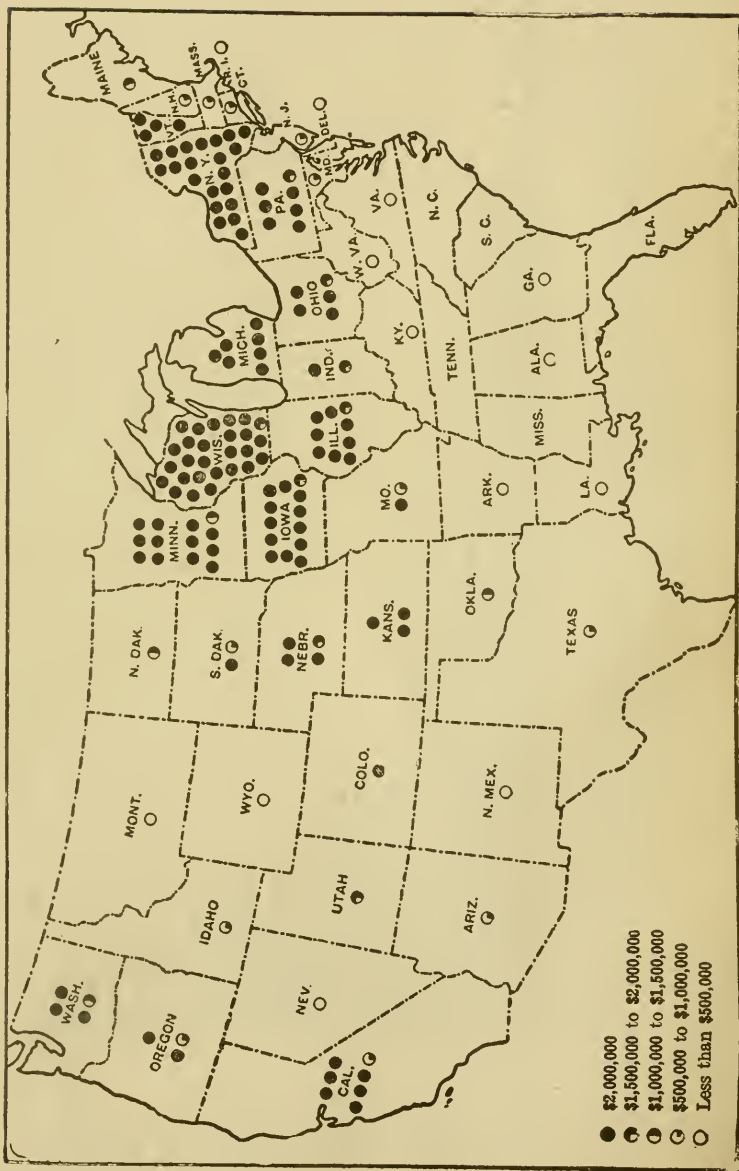 WASH.
OREGON
CAL.
NEV.
IDAHO
MONT.
WYO.
UTAH
COLO.
ARIZ.
N. MEX.
N. DAK.
S. DAK.
NEBR.
KANS.
OKLA.
TEXAS
MINN.
IOWA
MO.
ARK.
LA.
WIS.
ILL.
MICH.
IND.
OHIO
KY.
TENN.
MISS.
ALA.
GA.
FLA.
S. C.
N. C.
VA.
W. VA.
PA.
N. Y.
VT.
N.H.
MAINE
MASS.
R. I.
CT.
N. J.
DEL.
MD.
$2,000,000
$1,500,000 to $2,000,000
$1,000,000 to $1,500,000
$500,000 to $1,000,000
Less than $500,000